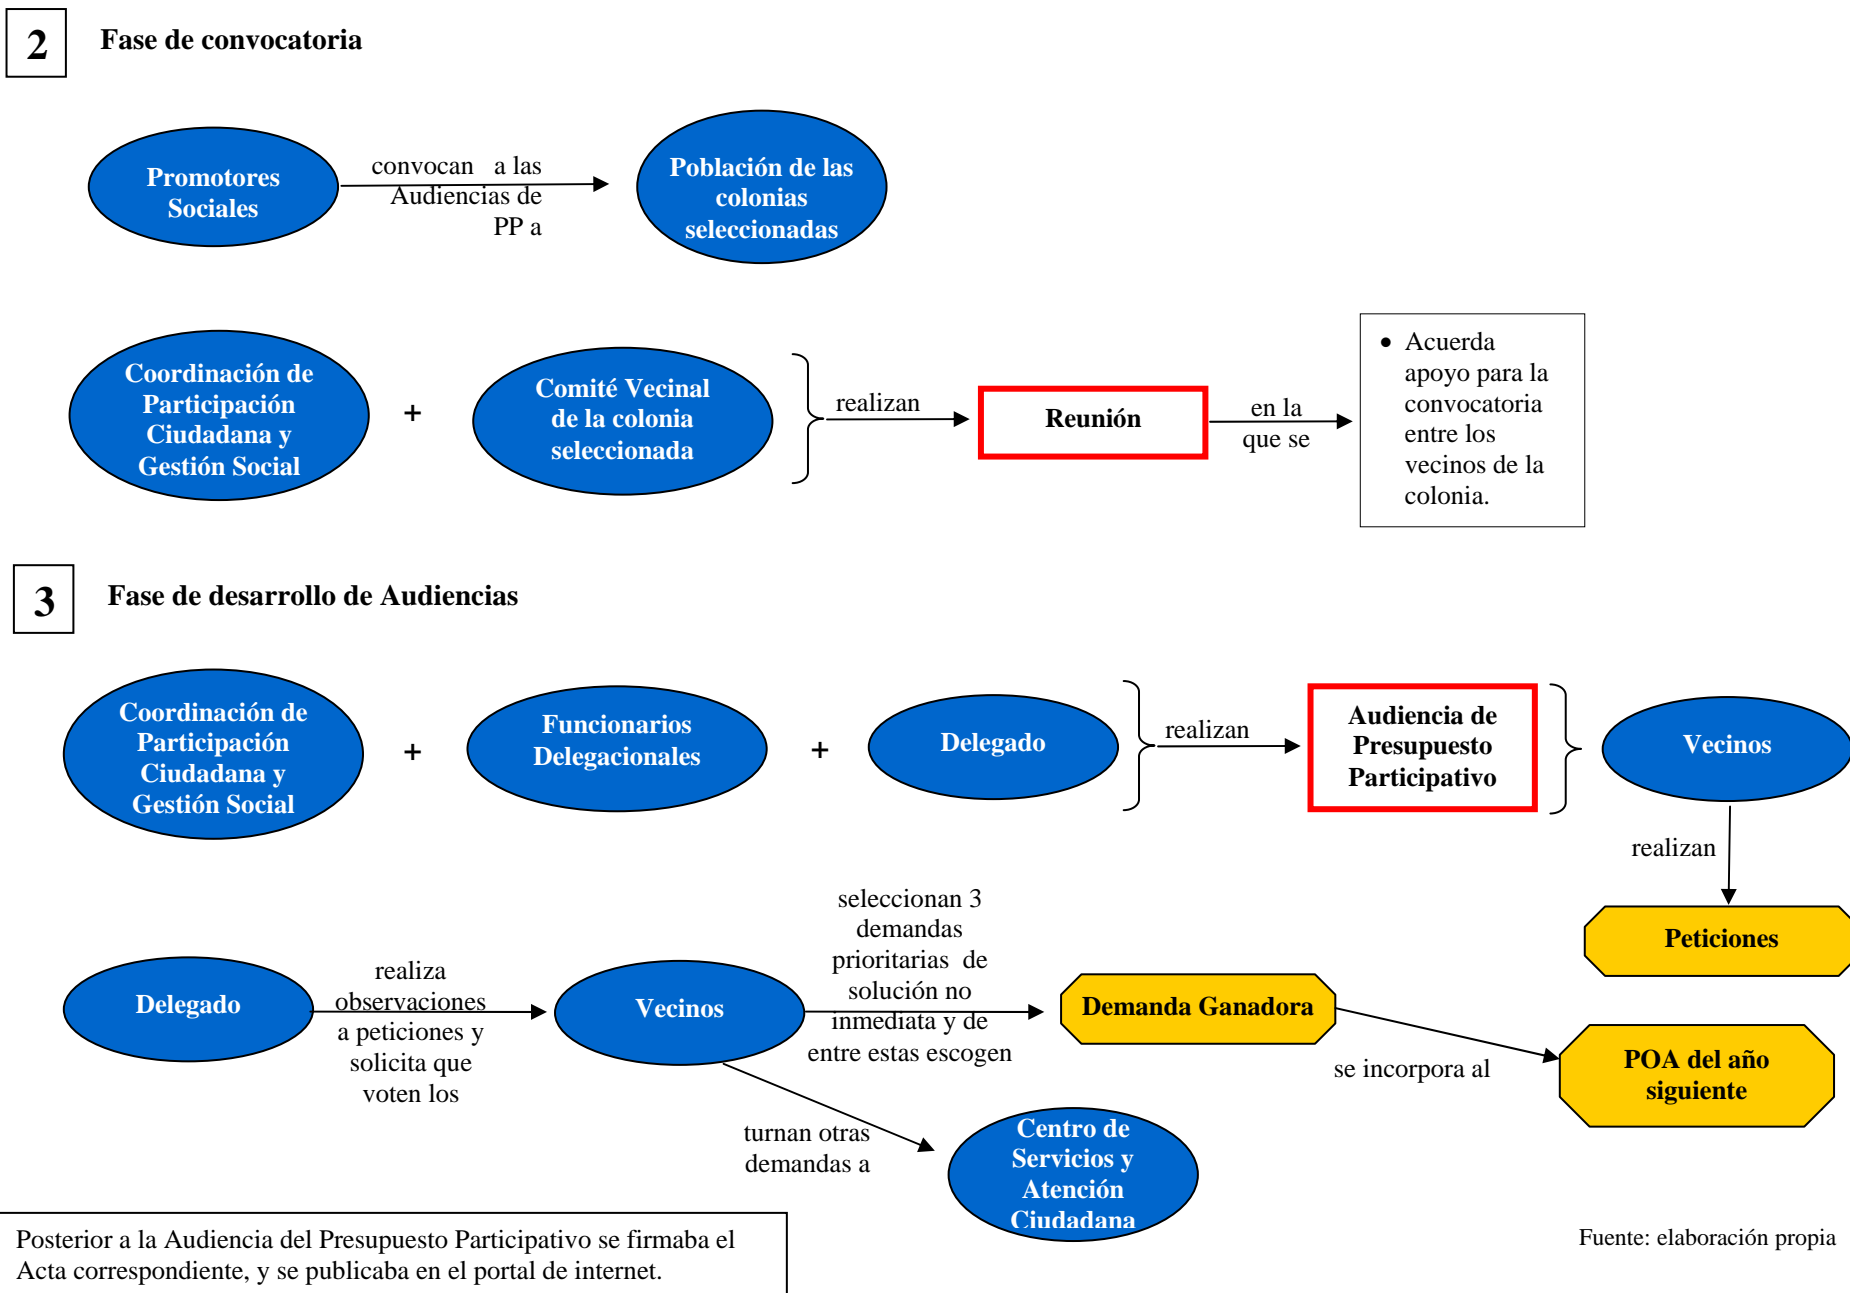 2
Fase de convocatoria
Promotores
Sociales
convocan a las
Audiencias de
PP a
Población de las
colonias
seleccionadas
Coordinación de
Participación
Ciudadana y
Gestión Social
+
Comité Vecinal
de la colonia
seleccionada
realizan
Reunión
en la
que se
• Acuerda
apoyo para la
convocatoria
entre los
vecinos de la
colonia.
3
Fase de desarrollo de Audiencias
Coordinación de
Participación
Ciudadana y
Gestión Social
+
Funcionarios
Delegacionales
+
Delegado
realizan
Audiencia de
Presupuesto
Participativo
Vecinos
realizan
Peticiones
Delegado
realiza
observaciones
a peticiones y
solicita que
voten los
Vecinos
seleccionan 3
demandas
prioritarias de
solución no
inmediata y de
entre estas escogen
Demanda Ganadora
se incorpora al
POA del año
siguiente
turnan otras
demandas a
Centro de
Servicios y
Atención
Ciudadana
Posterior a la Audiencia del Presupuesto Participativo se firmaba el
Acta correspondiente, y se publicaba en el portal de internet.
Fuente: elaboración propia